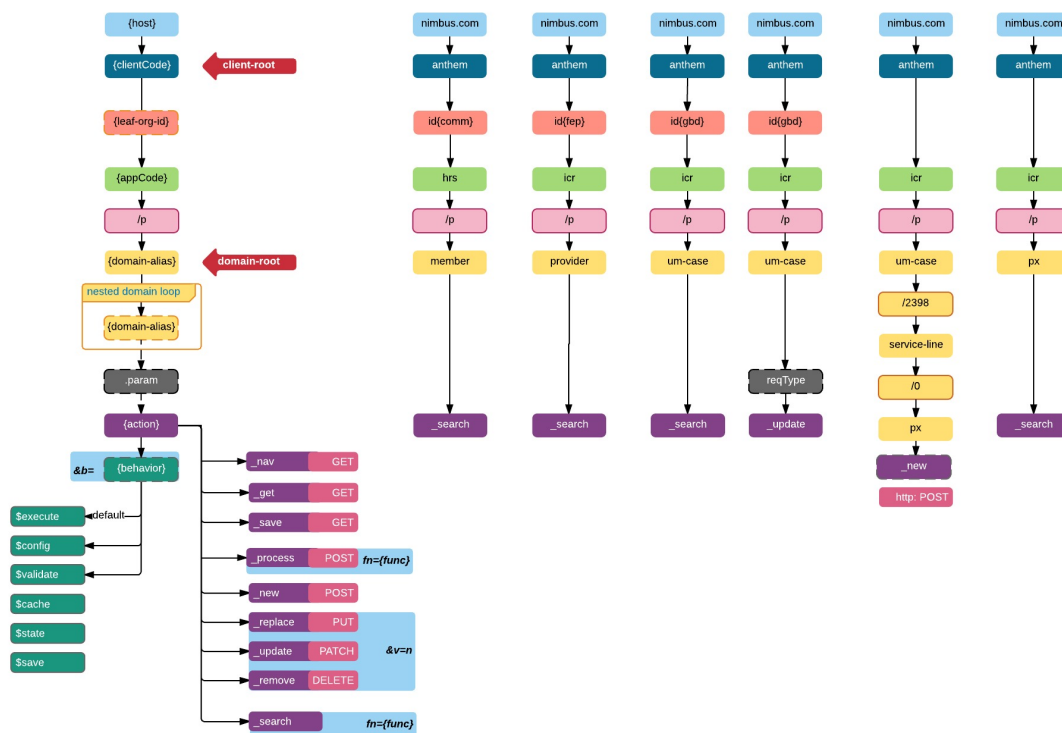 {host}
nimbus.com
nimbus.com
nimbus.com
nimbus.com
nimbus.com
nimbus.com
{clientCode}
client-root
anthem
anthem
anthem
anthem
anthem
anthem
{leaf-org-id}
id{comm}
id{fep}
id{gbd}
id{gbd}
{appCode}
hrs
icr
icr
icr
icr
icr
/p
/p
/p
/p
/p
/p
/p
{domain-alias}
domain-root
member
provider
um-case
um-case
um-case
px
nested domain loop
{domain-alias}
/2398
service-line
.param
reqType
/0
{action}
_search
_search
_search
_update
px
_search
&b=
{behavior}
_new
http: POST
_nav GET
_get GET
_save GET
_process POST fn={func}
_new POST
_replace PUT
_update PATCH &v=n
_remove DELETE
_search fn={func}
$execute
default
$config
$validate
$cache
$state
$save